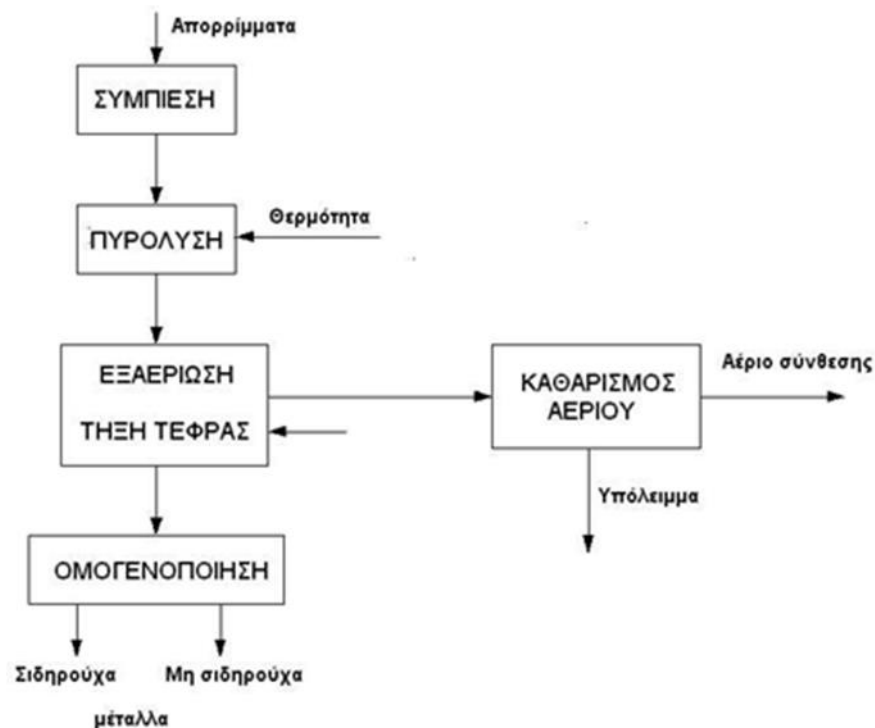 Απορρίμματα
ΣΥΜΠΙΕΣΗ
Θερμότητα
ΠΥΡΟΛΥΣΗ
ΕΞΑΕΡΙΩΣΗ
ΤΗΞΗ ΤΕΦΡΑΣ
ΚΑΘΑΡΙΣΜΟΣ
ΑΕΡΙΟΥ
Αέριο σύνθεσης
Υπόλειμμα
ΟΜΟΓΕΝΟΠΟΙΗΣΗ
Σιδηρούχα
Μη σιδηρούχα
μέταλλα